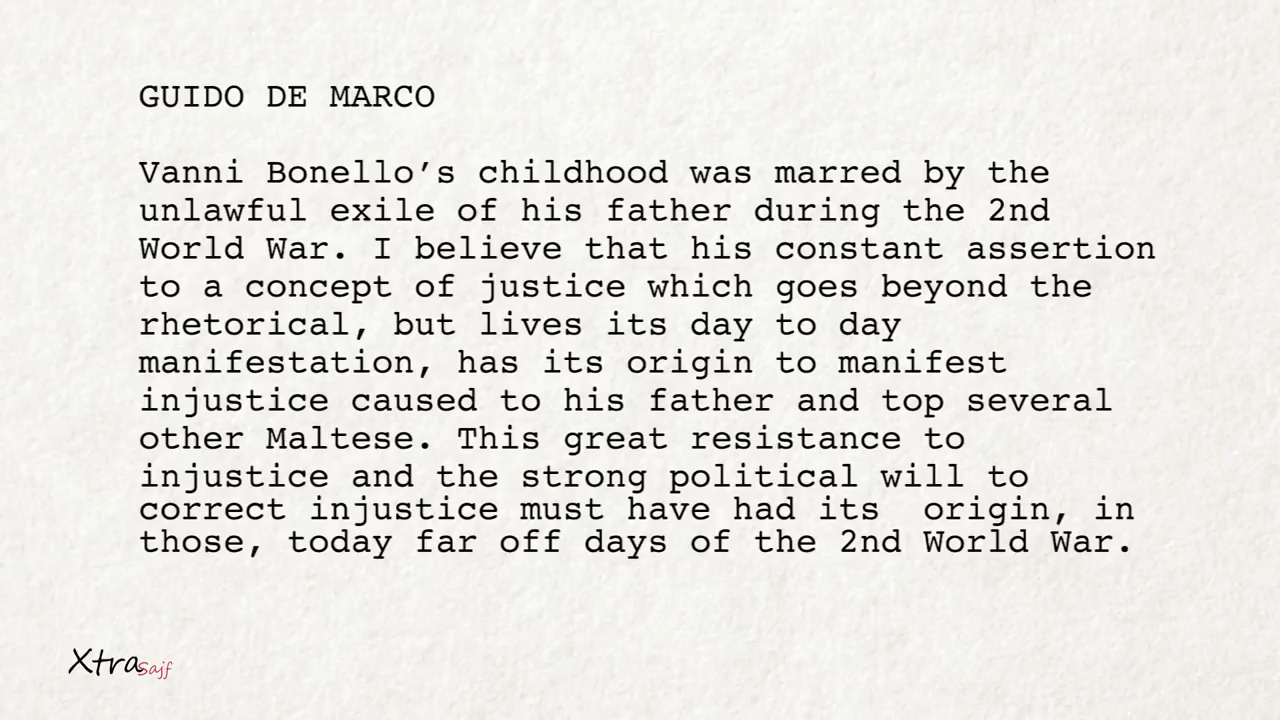 GUIDO DE MARCO
Vanni Bonello’s childhood was marred by the
unlawful exile of his father during the 2nd
World War. I believe that his constant assertion
to a concept of justice which goes beyond the
rhetorical, but lives its day to day
manifestation, has its origin to manifest
injustice caused to his father and top several
other Maltese. This great resistance to
injustice and the strong political will to
correct injustice must have had its  origin, in
those, today far off days of the 2nd World War.
Xtra Sajf